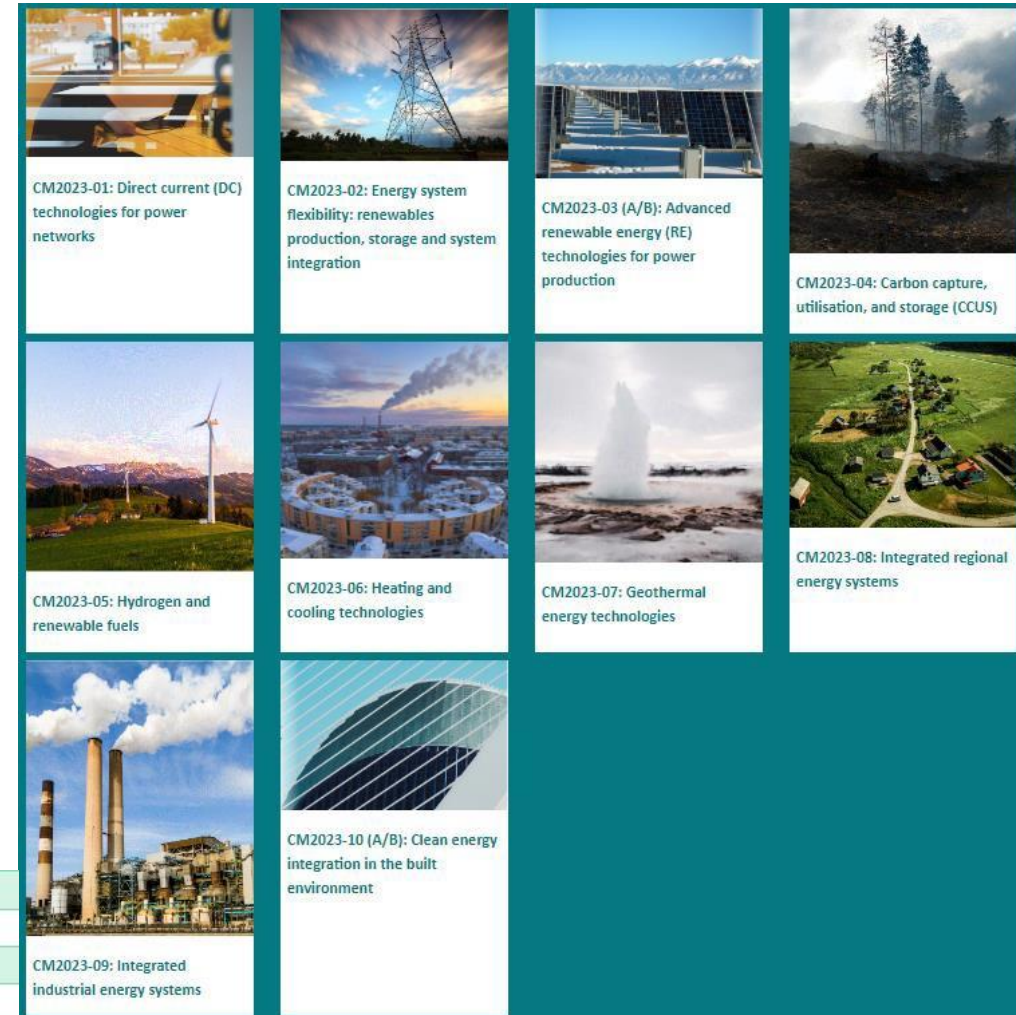 CM2023-01: Direct current (DC)
technologies for power
networks
CM2023-02: Energy system
flexibility: renewables
production, storage and system
integration
CM2023-03 (A/B): Advanced
renewable energy (RE)
technologies for power
production
CM2023-04: Carbon capture,
utilisation, and storage (CCUS)
CM2023-05: Hydrogen and
renewable fuels
CM2023-06: Heating and
cooling technologies
CM2023-07: Geothermal
energy technologies
CM2023-08: Integrated regional
energy systems
CM2023-09: Integrated
industrial energy systems
CM2023-10 (A/B): Clean energy
integration in the built
environment